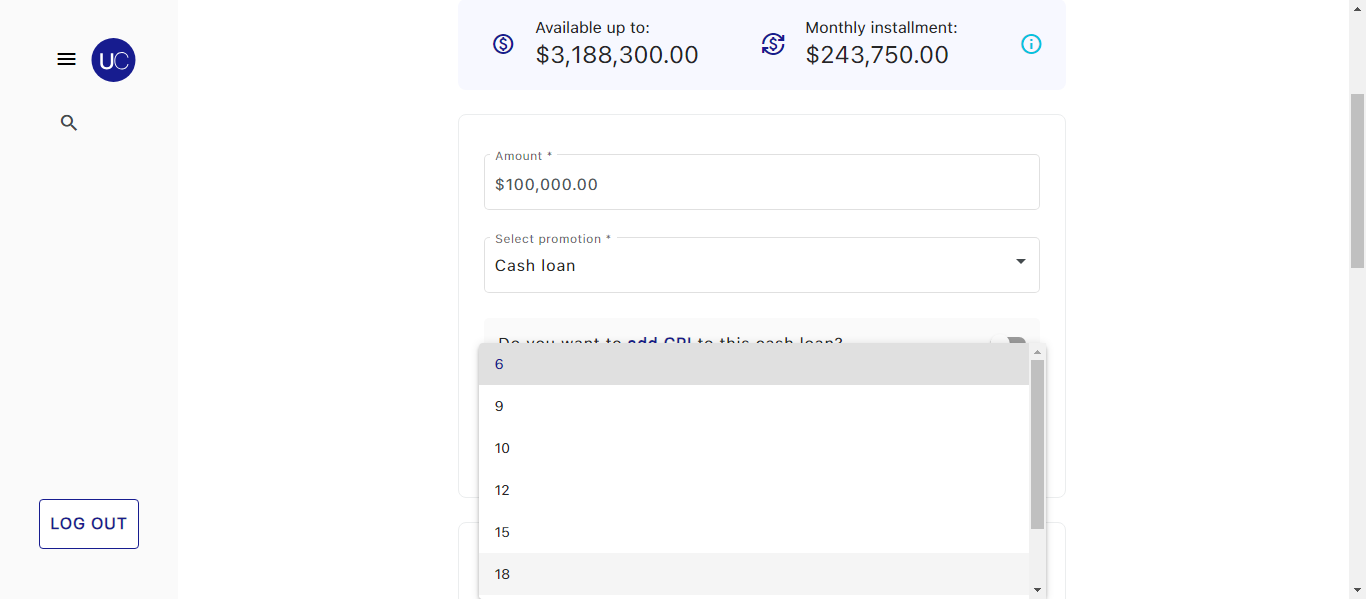 UC
Available up to:
$3,188,300.00
Monthly installment:
$243,750.00
Amount *
$100,000.00
Select promotion *
Cash loan
Do you want to add CPI to this cash loan?
6
9
10
12
15
18
LOG OUT